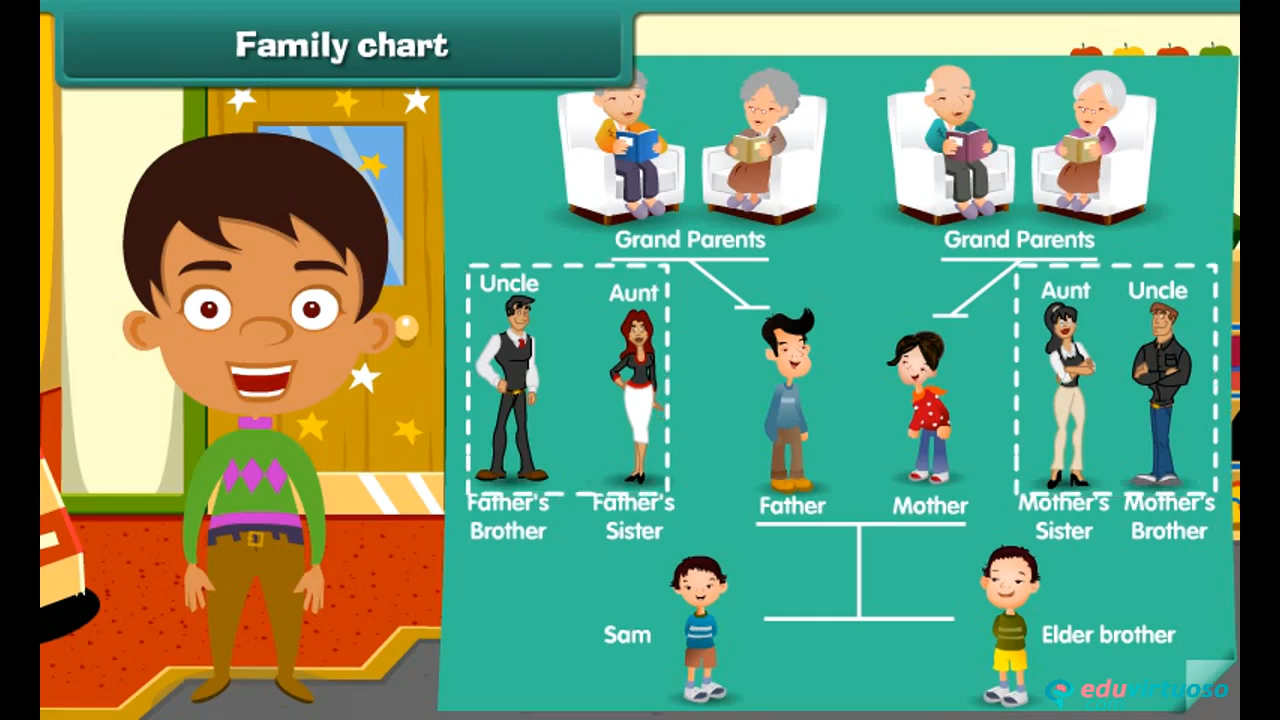 Family chart
Grand Parents
Grand Parents
Uncle
Aunt
Aunt
Uncle
Father's
Brother
Father's
Sister
Father
Mother
Mother's
Sister
Mother's
Brother
Sam
Elder brother
eduvirtuoso
.com